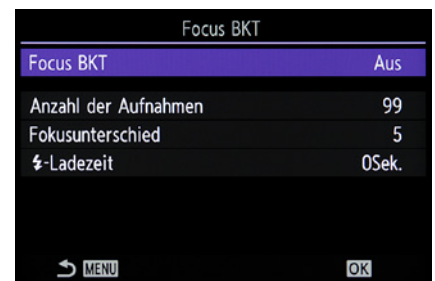 Focus BKT
Focus BKT Aus
Anzahl der Aufnahmen 99
Fokusunterschied 5
-Ladezeit 0Sek.
MENU OK